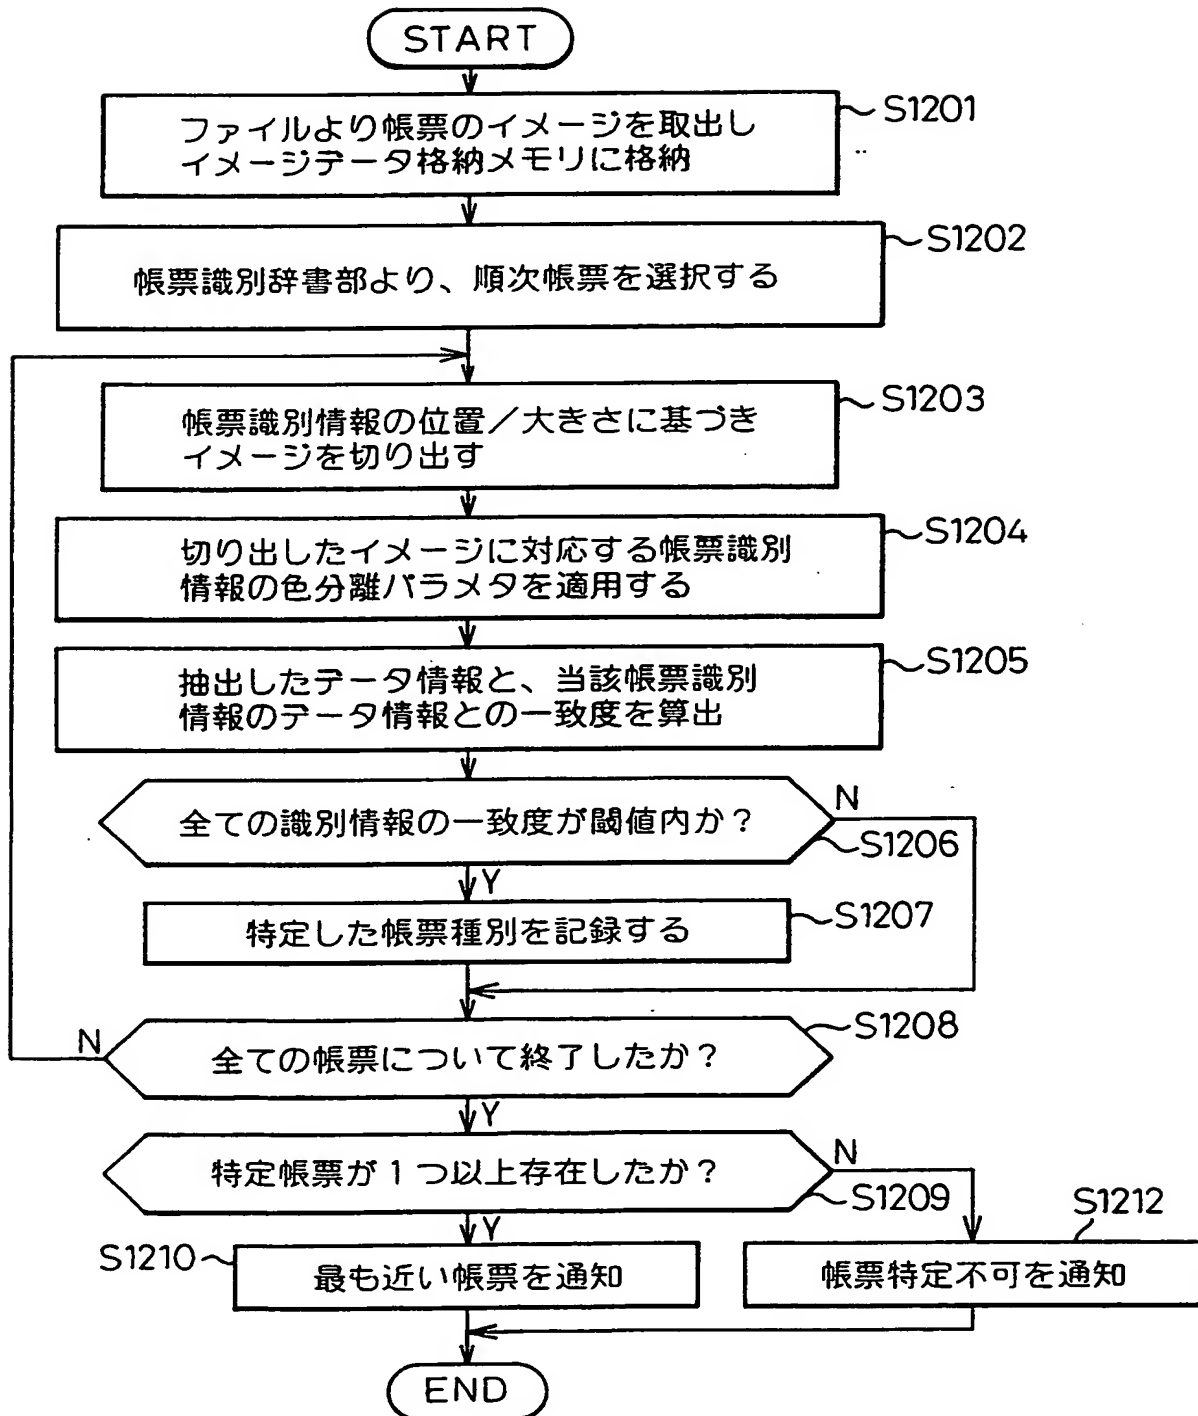 START
S1201
ファイルより帳票のイメージを取出し
イメージデータ格納メモリに格納
S1202
帳票識別辞書部より、順次帳票を選択する
S1203
帳票識別情報の位置／大きさに基づき
イメージを切り出す
S1204
切り出したイメージに対応する帳票識別
情報の色分離パラメタを適用する
S1205
抽出したデータ情報と、当該帳票識別
情報のデータ情報との一致度を算出
全ての識別情報の一致度が閾値内か？
N
S1206
Y
特定した帳票種別を記録する
S1207
N
全ての帳票について終了したか？
S1208
Y
特定帳票が1つ以上存在したか？
N
S1209
Y
S1210
最も近い帳票を通知
S1212
帳票特定不可を通知
END